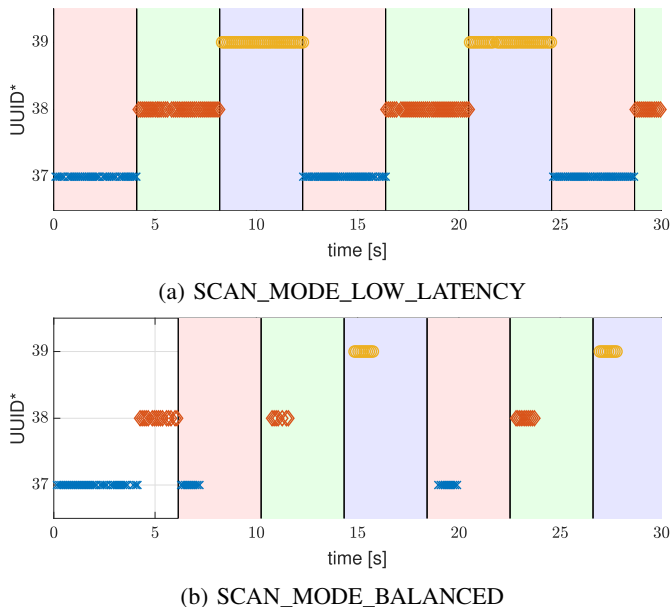 39
38
37
UUID*
0 5 10 15 20 25 30
time [s]
(a) SCAN_MODE_LOW_LATENCY
39
38
37
UUID*
0 5 10 15 20 25 30
time [s]
(b) SCAN_MODE_BALANCED